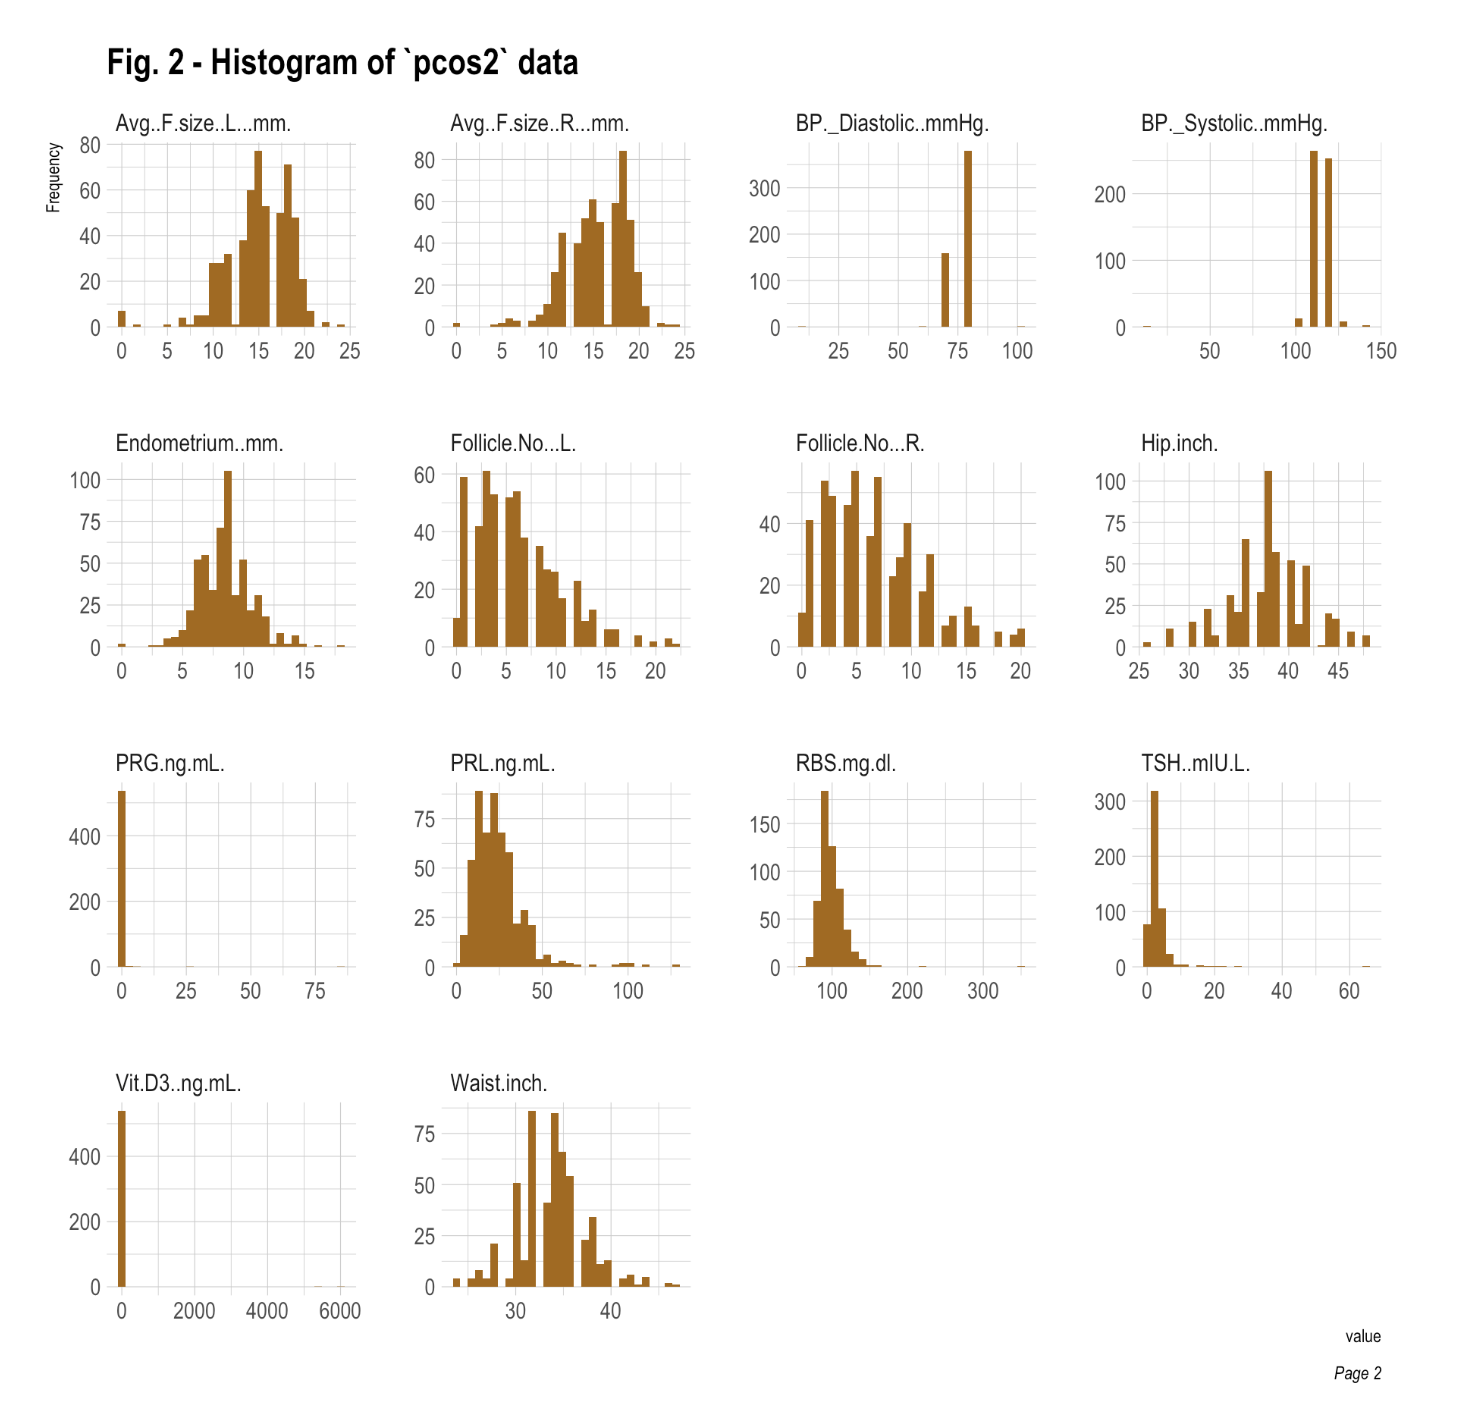 Fig. 2 - Histogram of `pcos2` data
Avg..F.size..L...mm. Avg..F.size..R...mm. BP._Diastolic..mmHg. BP._Systolic..mmHg.
Frequency
80
60
40
20
0
0 5 10 15 20 25
80
60
40
20
0
0 5 10 15 20 25
300
200
100
0
25 50 75 100
200
100
0
50 100 150
Endometrium..mm. Follicle.No...L. Follicle.No...R. Hip.inch.
100
75
50
25
0
0 5 10 15
60
40
20
0
0 5 10 15 20
40
20
0
0 5 10 15 20
100
75
50
25
0
25 30 35 40 45
PRG.ng.mL. PRL.ng.mL. RBS.mg.dl. TSH..mIU.L.
400
200
0
0 25 50 75
75
50
25
0
0 50 100
150
100
50
0
100 200 300
300
200
100
0
0 20 40 60
Vit.D3..ng.mL. Waist.inch.
400
200
0
0 2000 4000 6000
75
50
25
0
30 40
value
Page 2